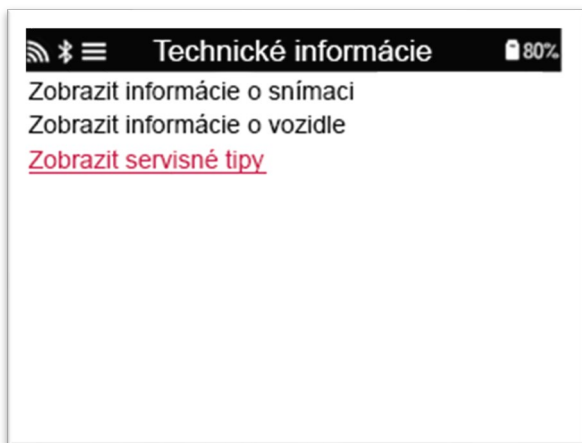 Technické informácie 80%
Zobrazit informácie o snímaci
Zobrazit informácie o vozidle
Zobrazit servisné tipy